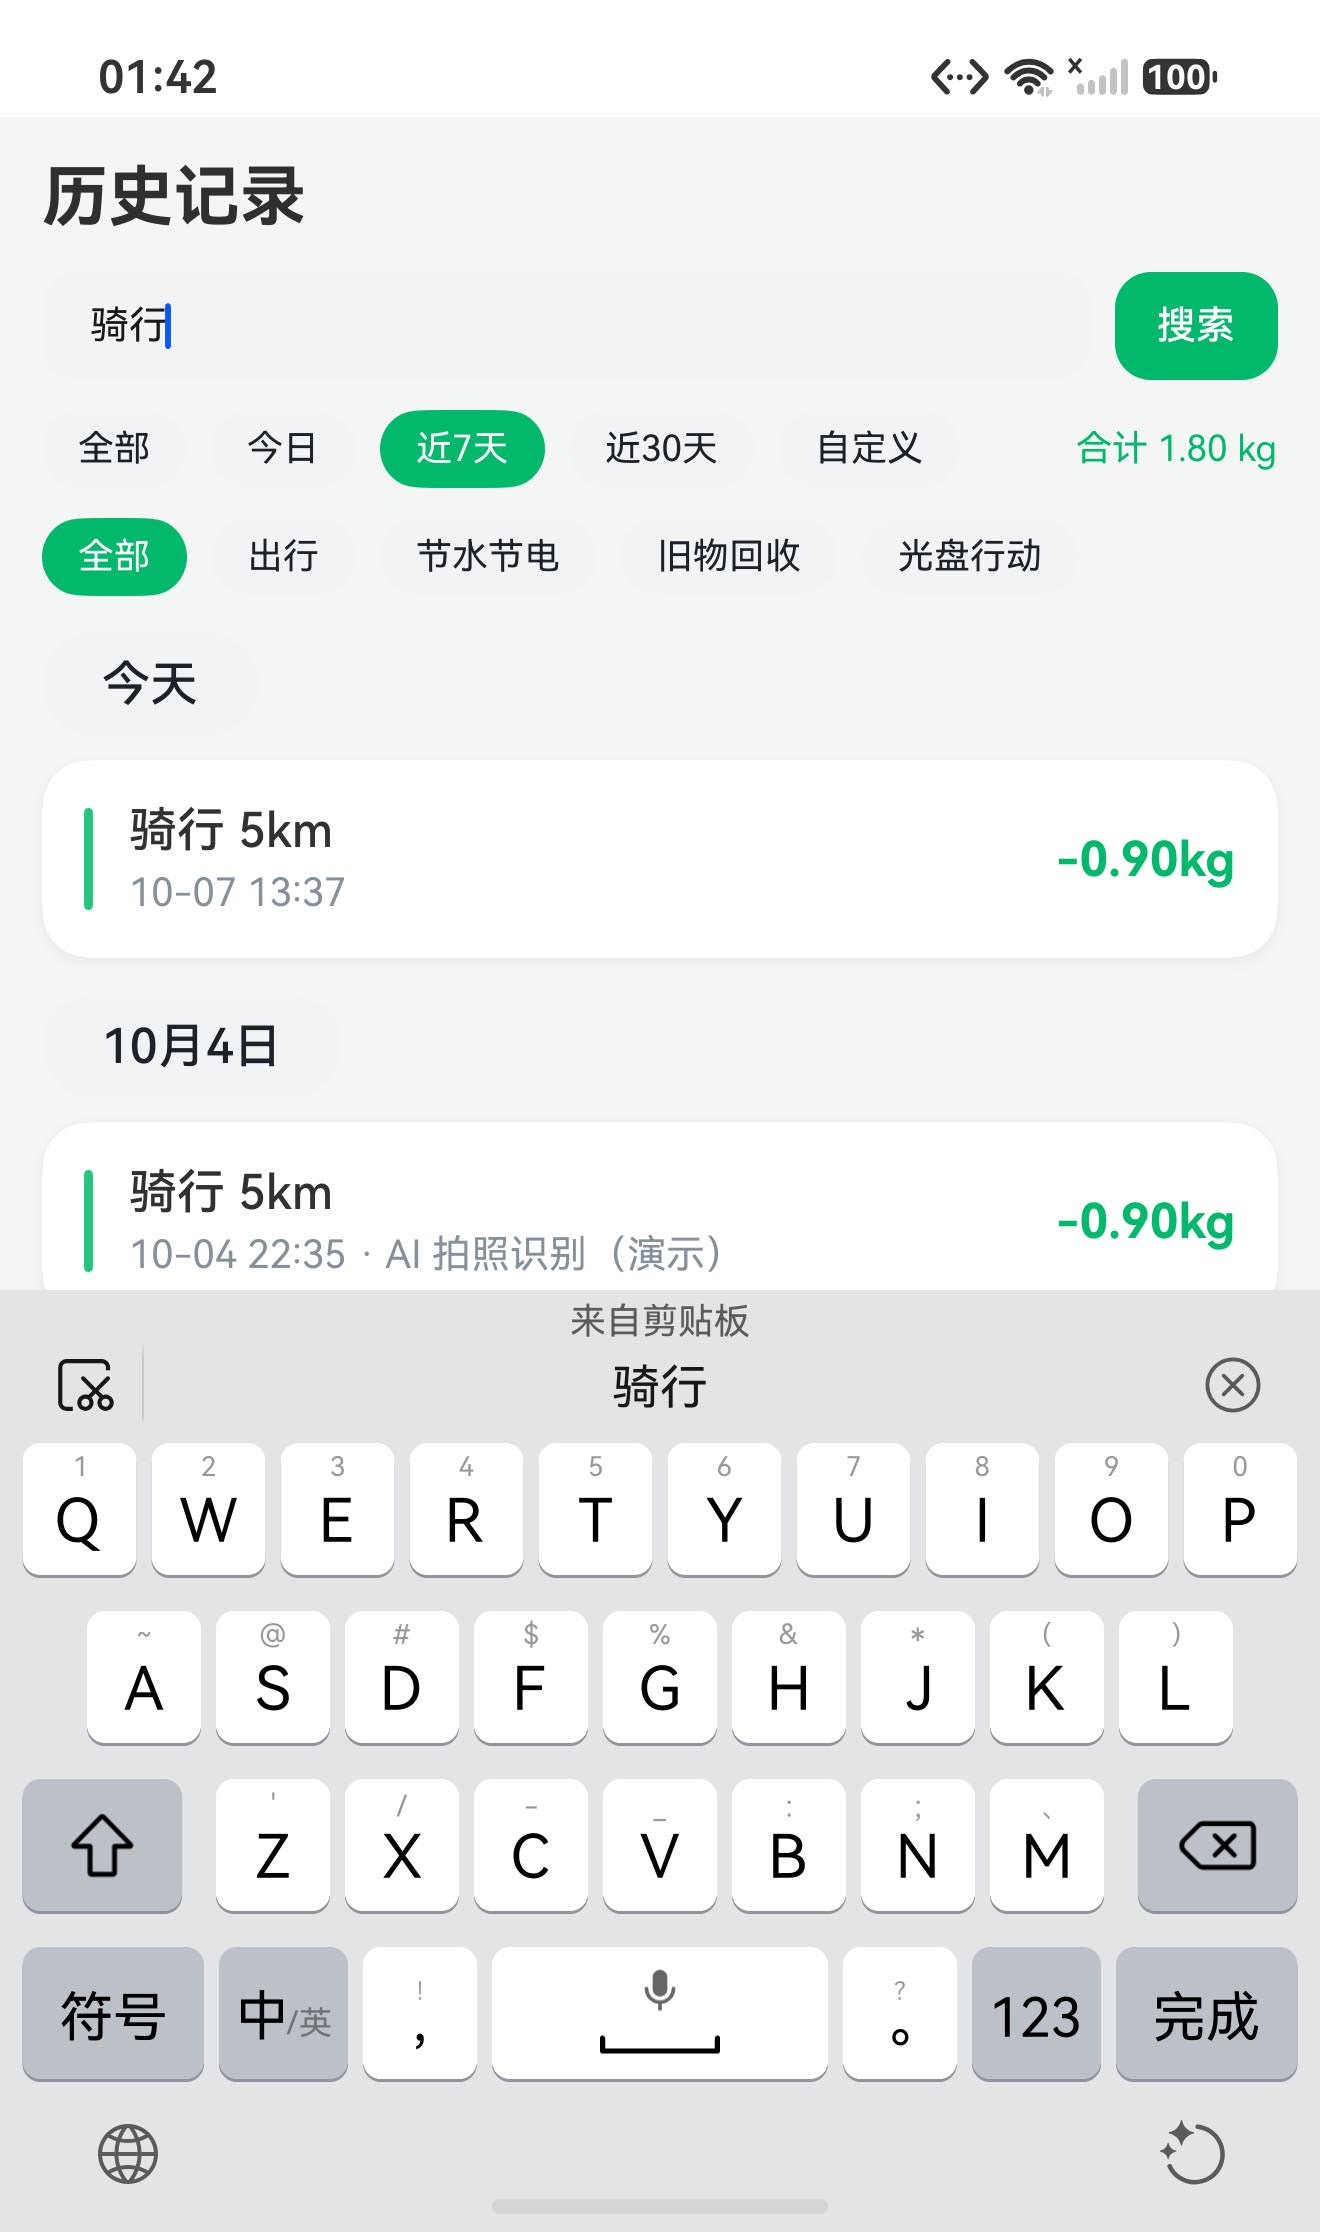 01:42
100
历史记录
骑行
搜索
全部 今日 近7天 近30天 自定义 合计 1.80 kg
全部 出行 节水节电 旧物回收 光盘行动
今天
骑行 5km
10-07 13:37
-0.90kg
10月4日
骑行 5km
10-04 22:35 · AI 拍照识别（演示）
-0.90kg
来自剪贴板
骑行
1 2 3 4 5 6 7 8 9 0
Q W E R T Y U I O P
~ @ # $ % & * ( )
A S D F G H J K L
' / - _ : ; 、
Z X C V B N M
! ?
符号 中/英 , 。 123 完成